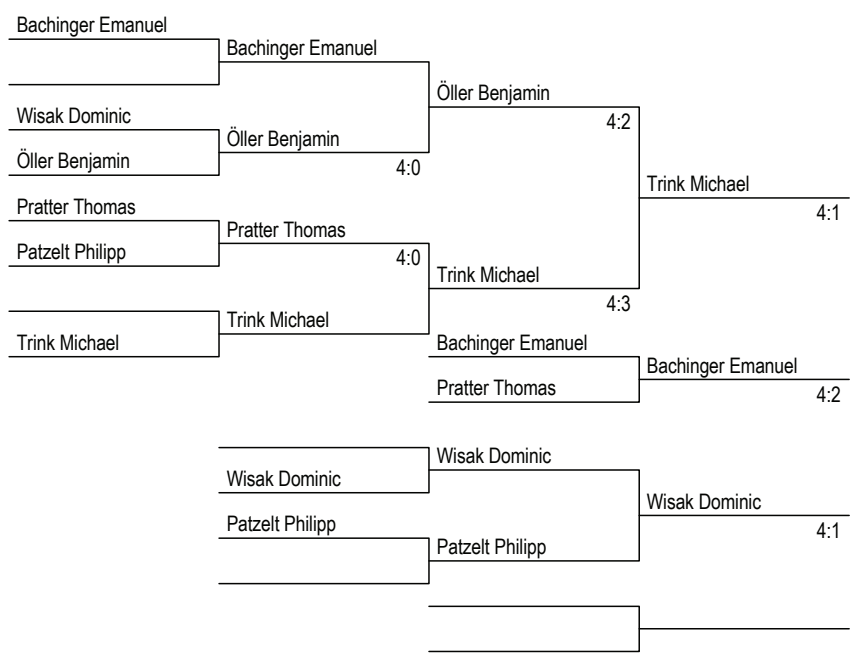 Bachinger Emanuel
Bachinger Emanuel
Öller Benjamin
4:2
Wisak Dominic
Öller Benjamin
4:0
Öller Benjamin
Trink Michael
4:1
Pratter Thomas
Pratter Thomas
4:0
Patzelt Philipp
Trink Michael
4:3
Trink Michael
Trink Michael
Bachinger Emanuel
Bachinger Emanuel
4:2
Pratter Thomas
Wisak Dominic
Wisak Dominic
Wisak Dominic
4:1
Patzelt Philipp
Patzelt Philipp